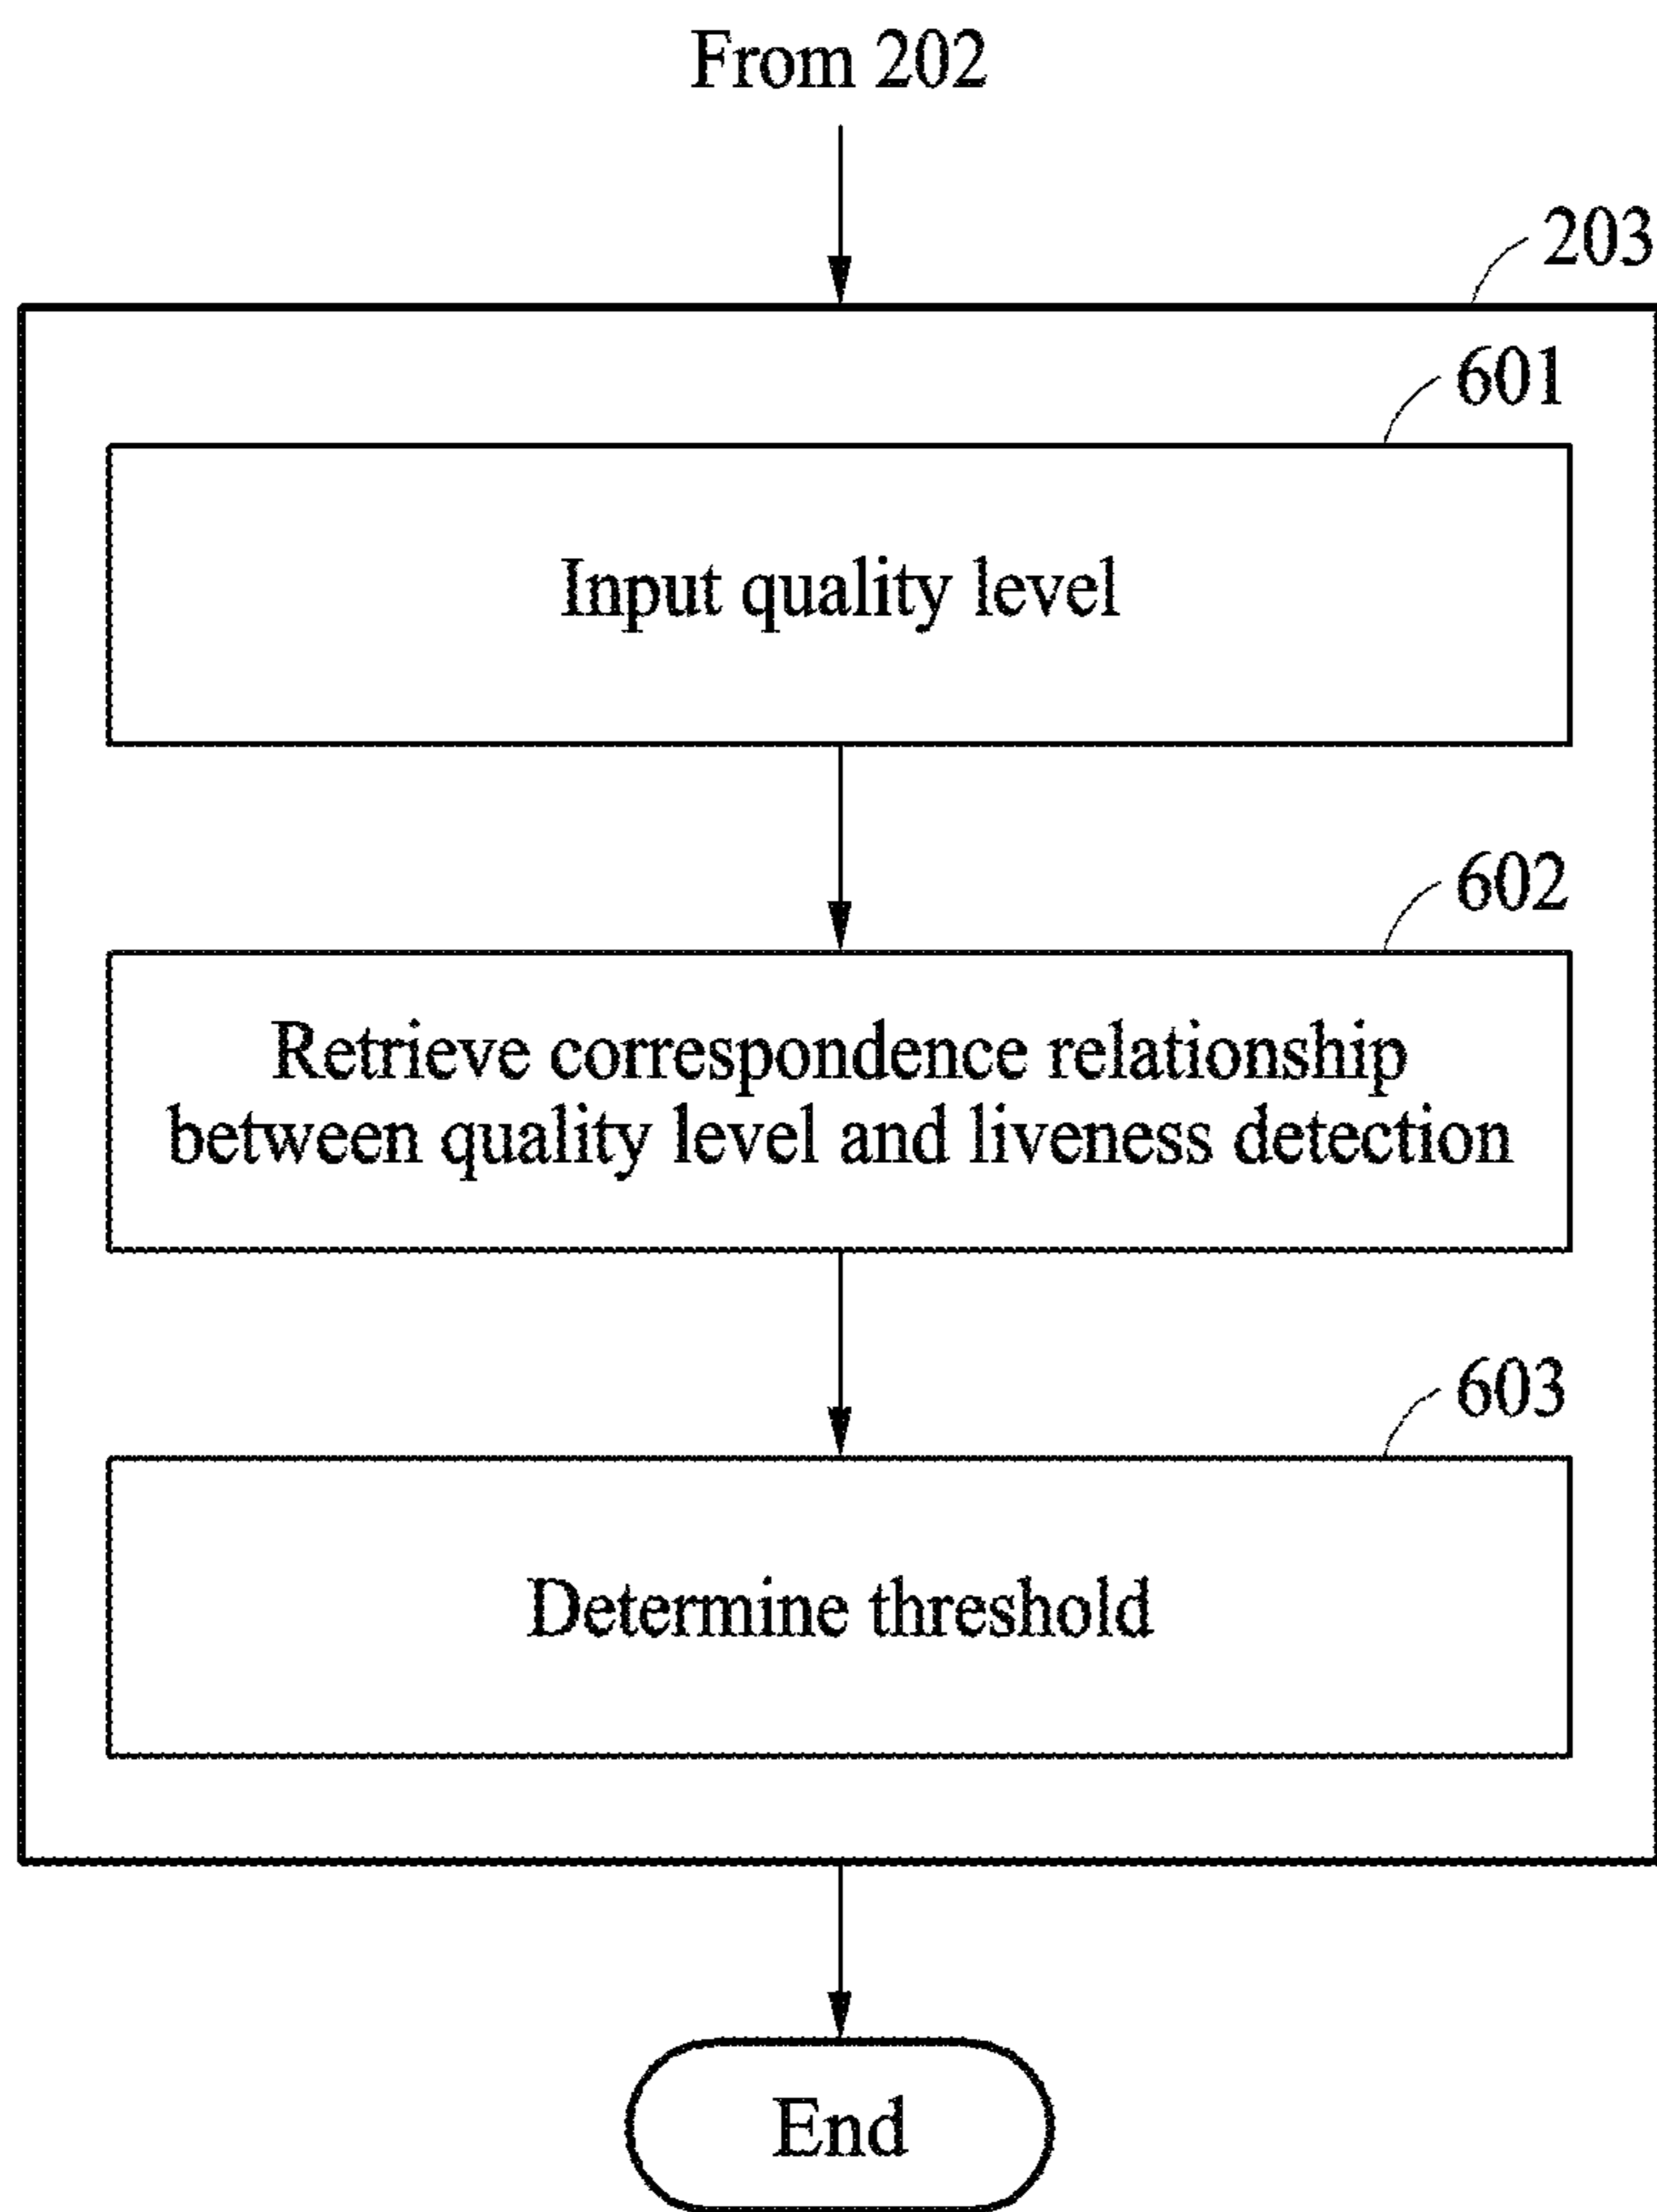 From 202
203
601
Input quality level
602
Retrieve correspondence relationship
between quality level and liveness detection
603
Determine threshold
End